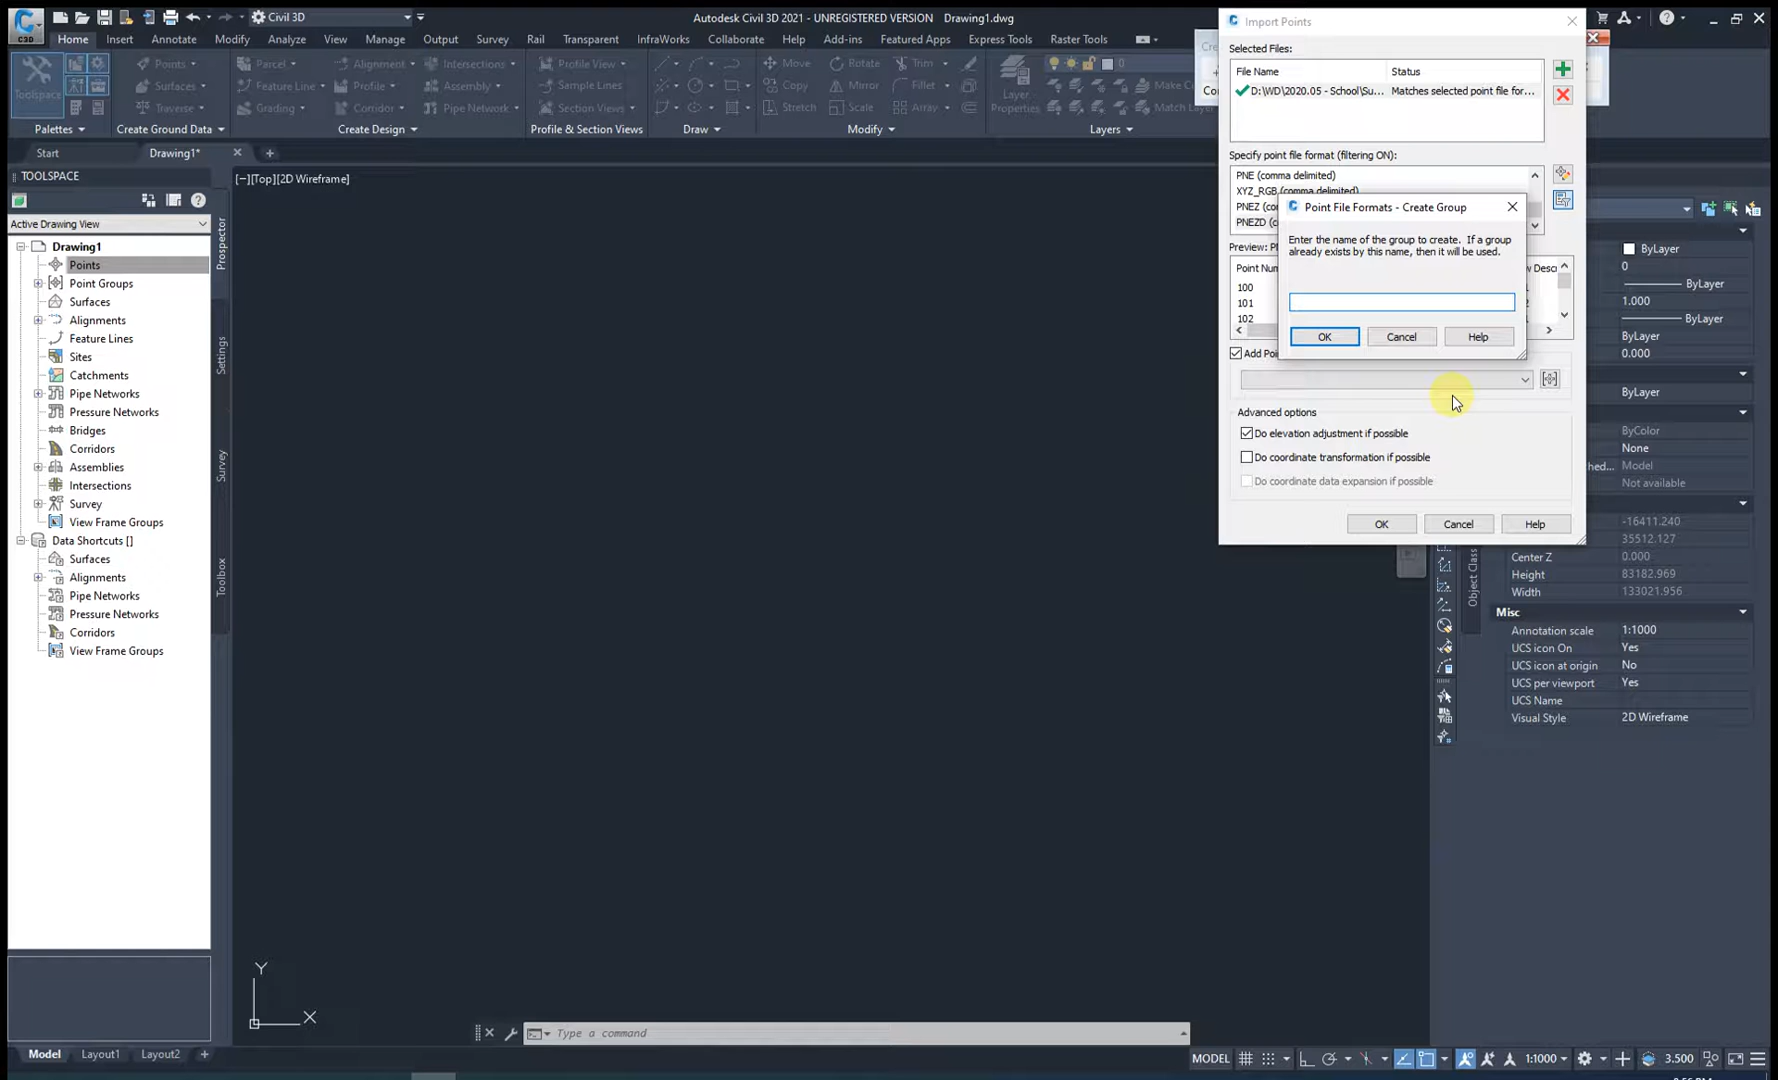 C3D
Civil 3D
Autodesk Civil 3D 2021 - UNREGISTERED VERSION Drawing1.dwg
Home Insert Annotate Modify Analyze View Manage Output Survey Rail Transparent InfraWorks Collaborate Help Add-ins Featured Apps Express Tools Raster Tools
Toolspace
Points
Surfaces
Traverse
Parcel
Feature Line
Grading
Alignment
Profile
Corridor
Intersections
Assembly
Pipe Network
Profile View
Sample Lines
Section Views
Move
Copy
Stretch
Rotate
Mirror
Scale
Trim
Fillet
Array
Layer
Properties
0
Make Cu
Match Layer
Palettes
Create Ground Data
Create Design
Profile & Section Views
Draw
Modify
Layers
Start
Drawing1*
TOOLSPACE
Active Drawing View
Drawing1
Points
Point Groups
Surfaces
Alignments
Feature Lines
Sites
Catchments
Pipe Networks
Pressure Networks
Bridges
Corridors
Assemblies
Intersections
Survey
View Frame Groups
Data Shortcuts []
Surfaces
Alignments
Pipe Networks
Pressure Networks
Corridors
View Frame Groups
Prospector
Settings
Survey
Toolbox
[−][Top][2D Wireframe]
Import Points
Selected Files:
File Name Status
D:\WD\2020.05 - School\Su... Matches selected point file for...
Specify point file format (filtering ON):
PNE (comma delimited)
XYZ_RGB (comma delimited)
PNEZ (co
PNEZD (c
Point File Formats - Create Group
Enter the name of the group to create. If a group
already exists by this name, then it will be used.
OK Cancel Help
Point Num
100
101
102
Add Poi
Advanced options
Do elevation adjustment if possible
Do coordinate transformation if possible
Do coordinate data expansion if possible
OK Cancel Help
ByLayer
0
ByLayer
1.000
ByLayer
ByLayer
0.000
ByLayer
ByColor
None
Model
Not available
-16411.240
35512.127
Center Z 0.000
Height 83182.969
Width 133021.956
Misc
Annotation scale 1:1000
UCS icon On Yes
UCS icon at origin No
UCS per viewport Yes
UCS Name
Visual Style 2D Wireframe
Object Class
Y
X
Type a command
Model Layout1 Layout2 +
MODEL
1:1000
3.500